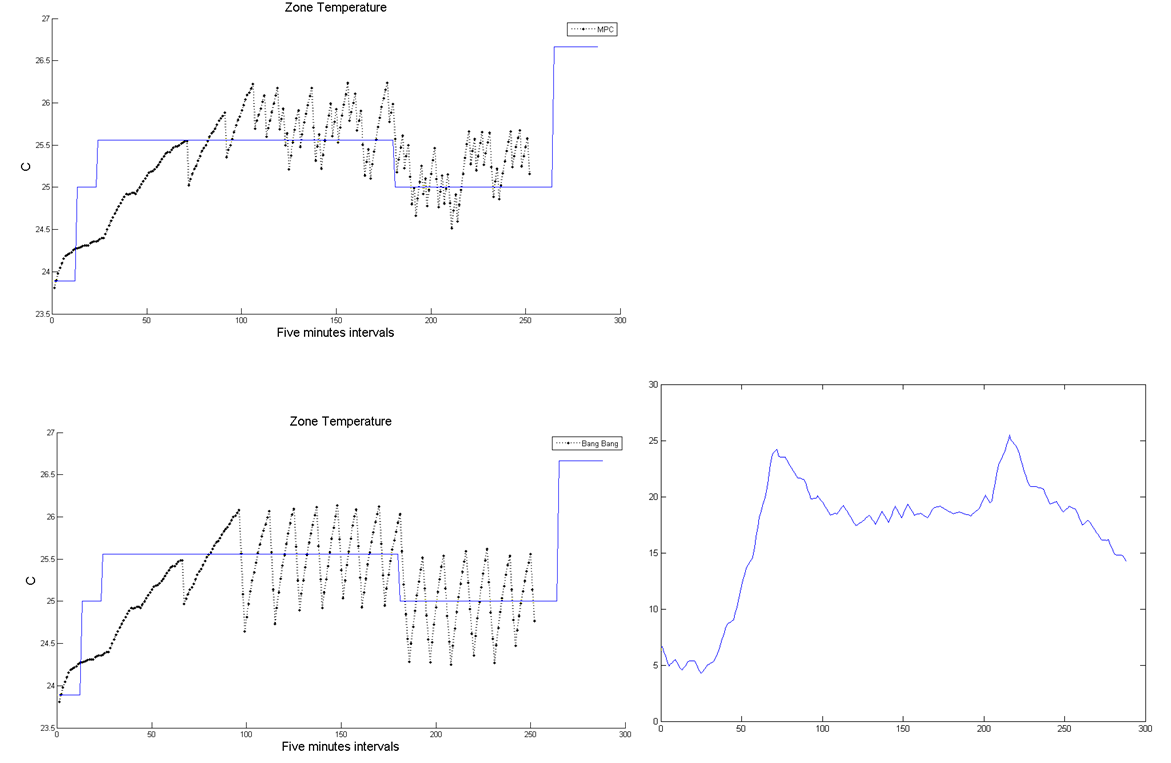 Zone Temperature
27
MPC
26.5
26
25.5
C
25
24.5
24
23.5
0 50 100 150 200 250 300
Five minutes intervals
Zone Temperature
27
Bang Bang
26.5
26
25.5
C
25
24.5
24
23.5
0 50 100 150 200 250 300
Five minutes intervals
30
25
20
15
10
5
0
0 50 100 150 200 250 300